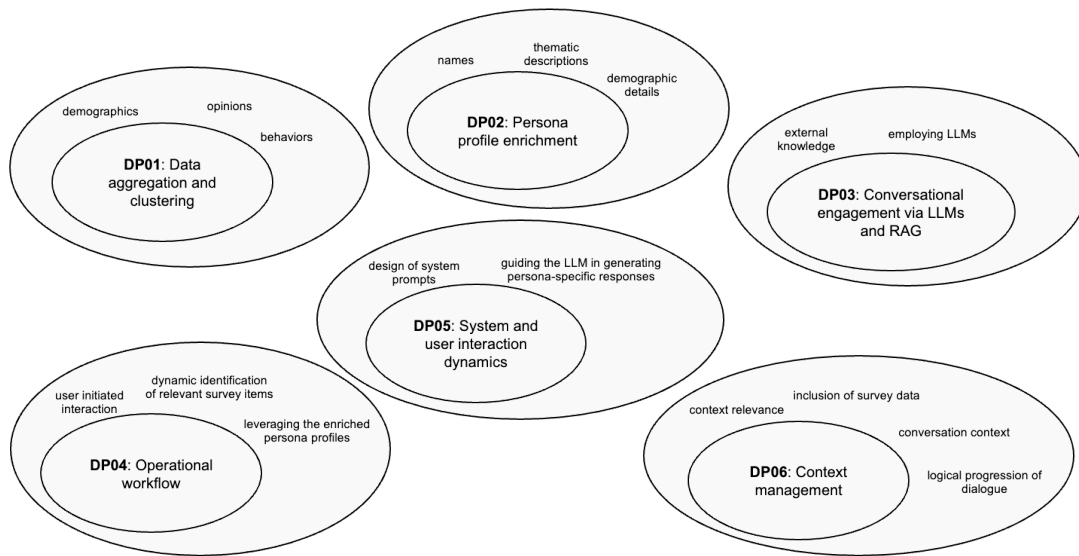 demographics
opinions
behaviors
DP01: Data
aggregation and
clustering
names
thematic
descriptions
demographic
details
DP02: Persona
profile enrichment
external
knowledge
employing LLMs
DP03: Conversational
engagement via LLMs
and RAG
design of system
prompts
guiding the LLM in generating
persona-specific responses
DP05: System and
user interaction
dynamics
user initiated
interaction
dynamic identification
of relevant survey items
leveraging the enriched
persona profiles
DP04: Operational
workflow
context relevance
inclusion of survey data
conversation context
logical progression of
dialogue
DP06: Context
management